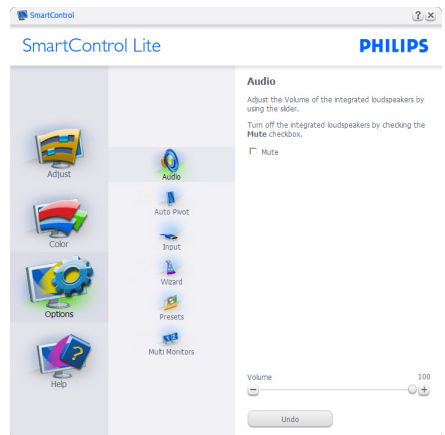 SmartControl
SmartControl Lite
PHILIPS
Adjust
Color
Options
Help
Audio
Auto Pivot
Input
Wizard
Presets
Multi Monitors
Audio
Adjust the Volume of the integrated loudspeakers by
using the slider.
Turn off the integrated loudspeakers by checking the
Mute checkbox.
Mute
Volume 100
Undo